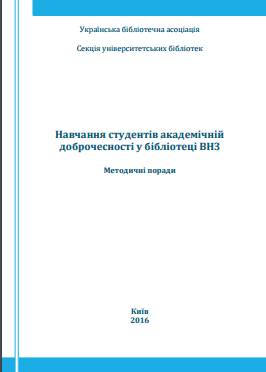 Українська бібліотечна асоціація
Секція університетських бібліотек
Навчання студентів академічній
доброчесності у бібліотеці ВНЗ
Методичні поради
Київ
2016